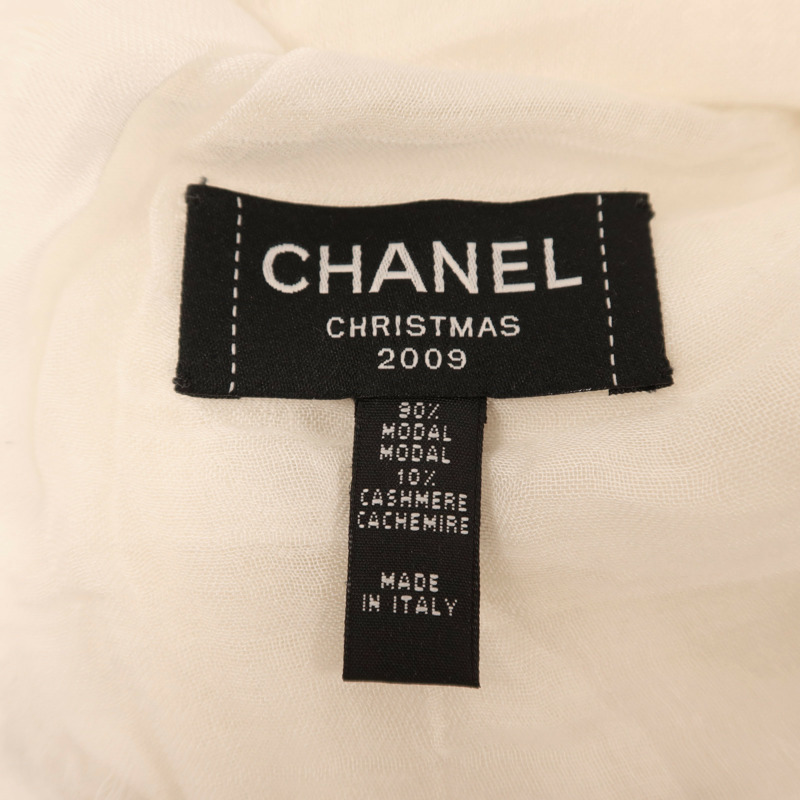 CHANEL
CHRISTMAS
2009
90%
MODAL
MODAL
10%
CASHMERE
CACHEMIRE
MADE
IN ITALY